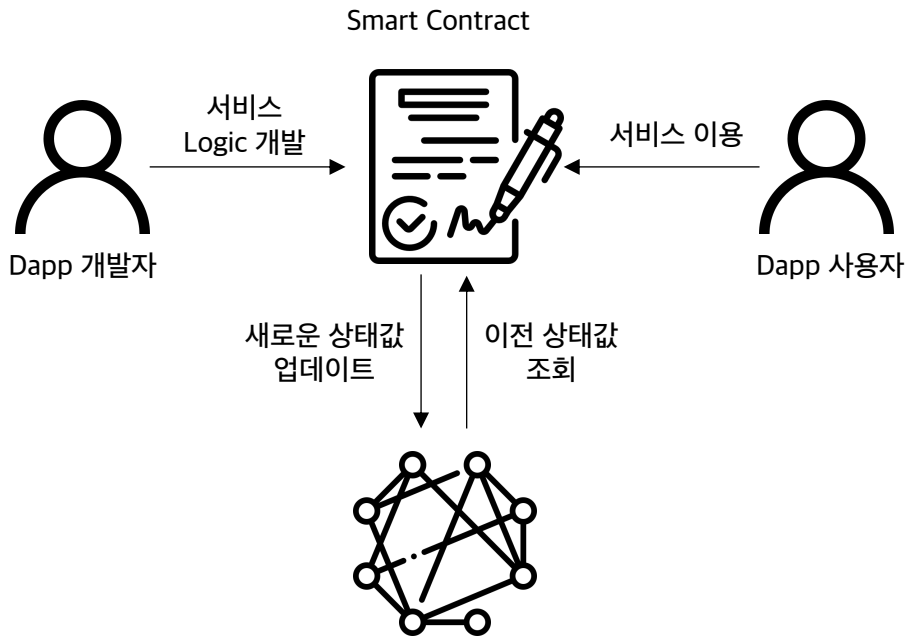 Smart Contract
서비스
Logic 개발
서비스 이용
Dapp 개발자
Dapp 사용자
새로운 상태값
업데이트
이전 상태값
조회